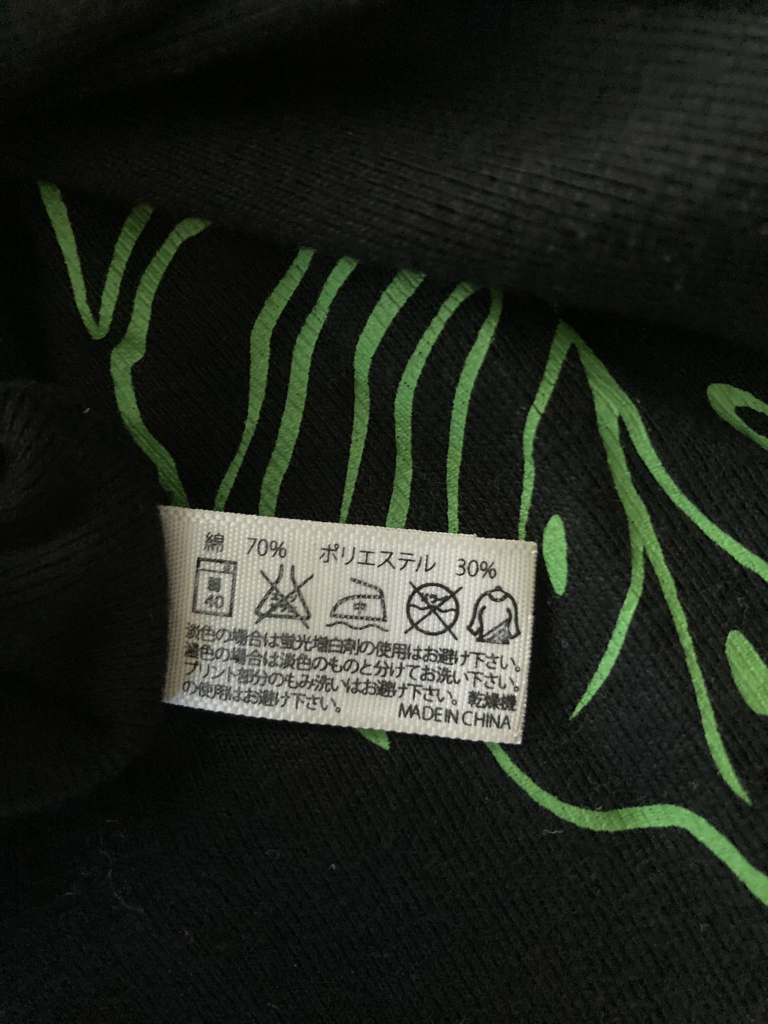 綿 70% ポリエステル 30%
弱
40
中
ドライ
淡色の場合は蛍光増白剤の使用はお避け下さい。
濃色の場合は淡色のものと分けてお洗い下さい。
プリント部分のもみ洗いはお避け下さい。乾燥機
の使用はお避け下さい。
MADE IN CHINA